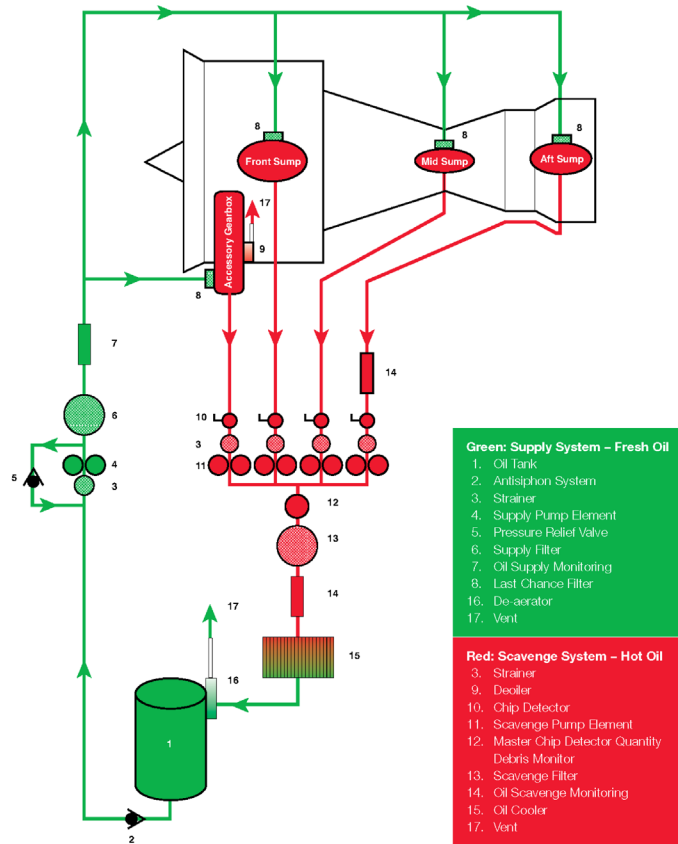 8
8
8
Front Sump
Mid Sump
Aft Sump
17
Accessory Gearbox
9
8
7
14
6
10
3
5
4
11
3
12
13
14
17
15
16
1
2
Green: Supply System – Fresh Oil
1. Oil Tank
2. Antisiphon System
3. Strainer
4. Supply Pump Element
5. Pressure Relief Valve
6. Supply Filter
7. Oil Supply Monitoring
8. Last Chance Filter
16. De-aerator
17. Vent
Red: Scavenge System – Hot Oil
3. Strainer
9. Deoiler
10. Chip Detector
11. Scavenge Pump Element
12. Master Chip Detector Quantity
Debris Monitor
13. Scavenge Filter
14. Oil Scavenge Monitoring
15. Oil Cooler
17. Vent